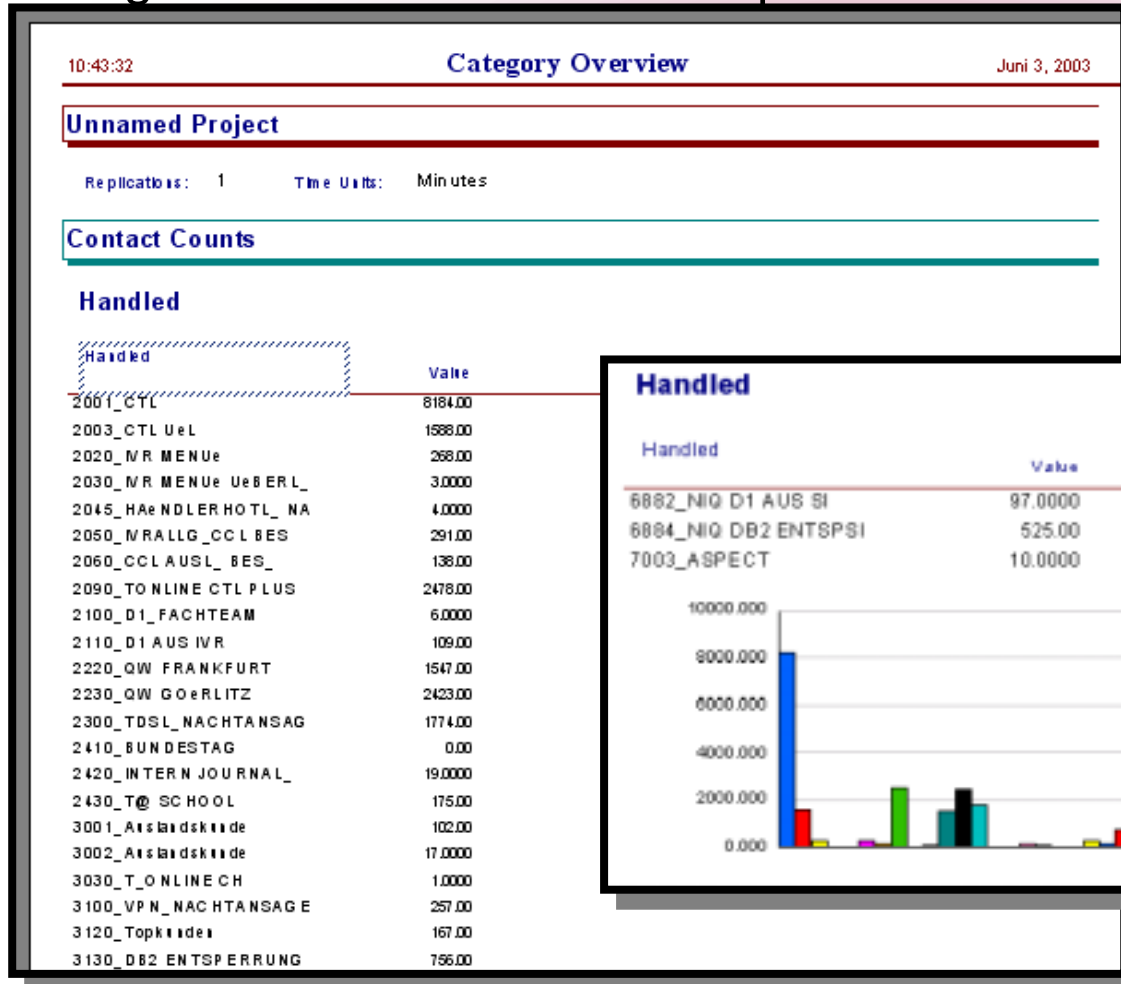 10:43:32 Category Overview Juni 3, 2003
Unnamed Project
Replications: 1 Time Units: Minutes
Contact Counts
Handled
Handled Value
2001_CTL 8184.00
2003_CTL UeL 1588.00
2020_IVR MENUe 268.00
2030_IVR MENUe UeBERL_ 3.0000
2045_HAeNDLERHOTL_ NA 4.0000
2050_IVRALLG_CCL BES 291.00
2060_CCL AUSL_ BES_ 138.00
2090_TONLINE CTL PLUS 2478.00
2100_D1_FACHTEAM 6.0000
2110_D1 AUS IVR 109.00
2220_QW FRANKFURT 1547.00
2230_QW GOeRLITZ 2423.00
2300_TDSL_NACHTANSAG 1774.00
2410_BUNDESTAG 0.00
2420_INTERN JOURNAL_ 19.0000
2430_T@ SCHOOL 175.00
3001_Auslandskunde 102.00
3002_Auslandskunde 17.0000
3030_T_ONLINE CH 1.0000
3100_VPN_NACHTANSAGE 257.00
3120_Topkunden 167.00
3130_DB2 ENTSPERRUNG 756.00
Handled
Handled Value
6882_NIQ D1 AUS SI 97.0000
6884_NIQ DB2 ENTSPSI 525.00
7003_ASPECT 10.0000
10000.000
8000.000
6000.000
4000.000
2000.000
0.000